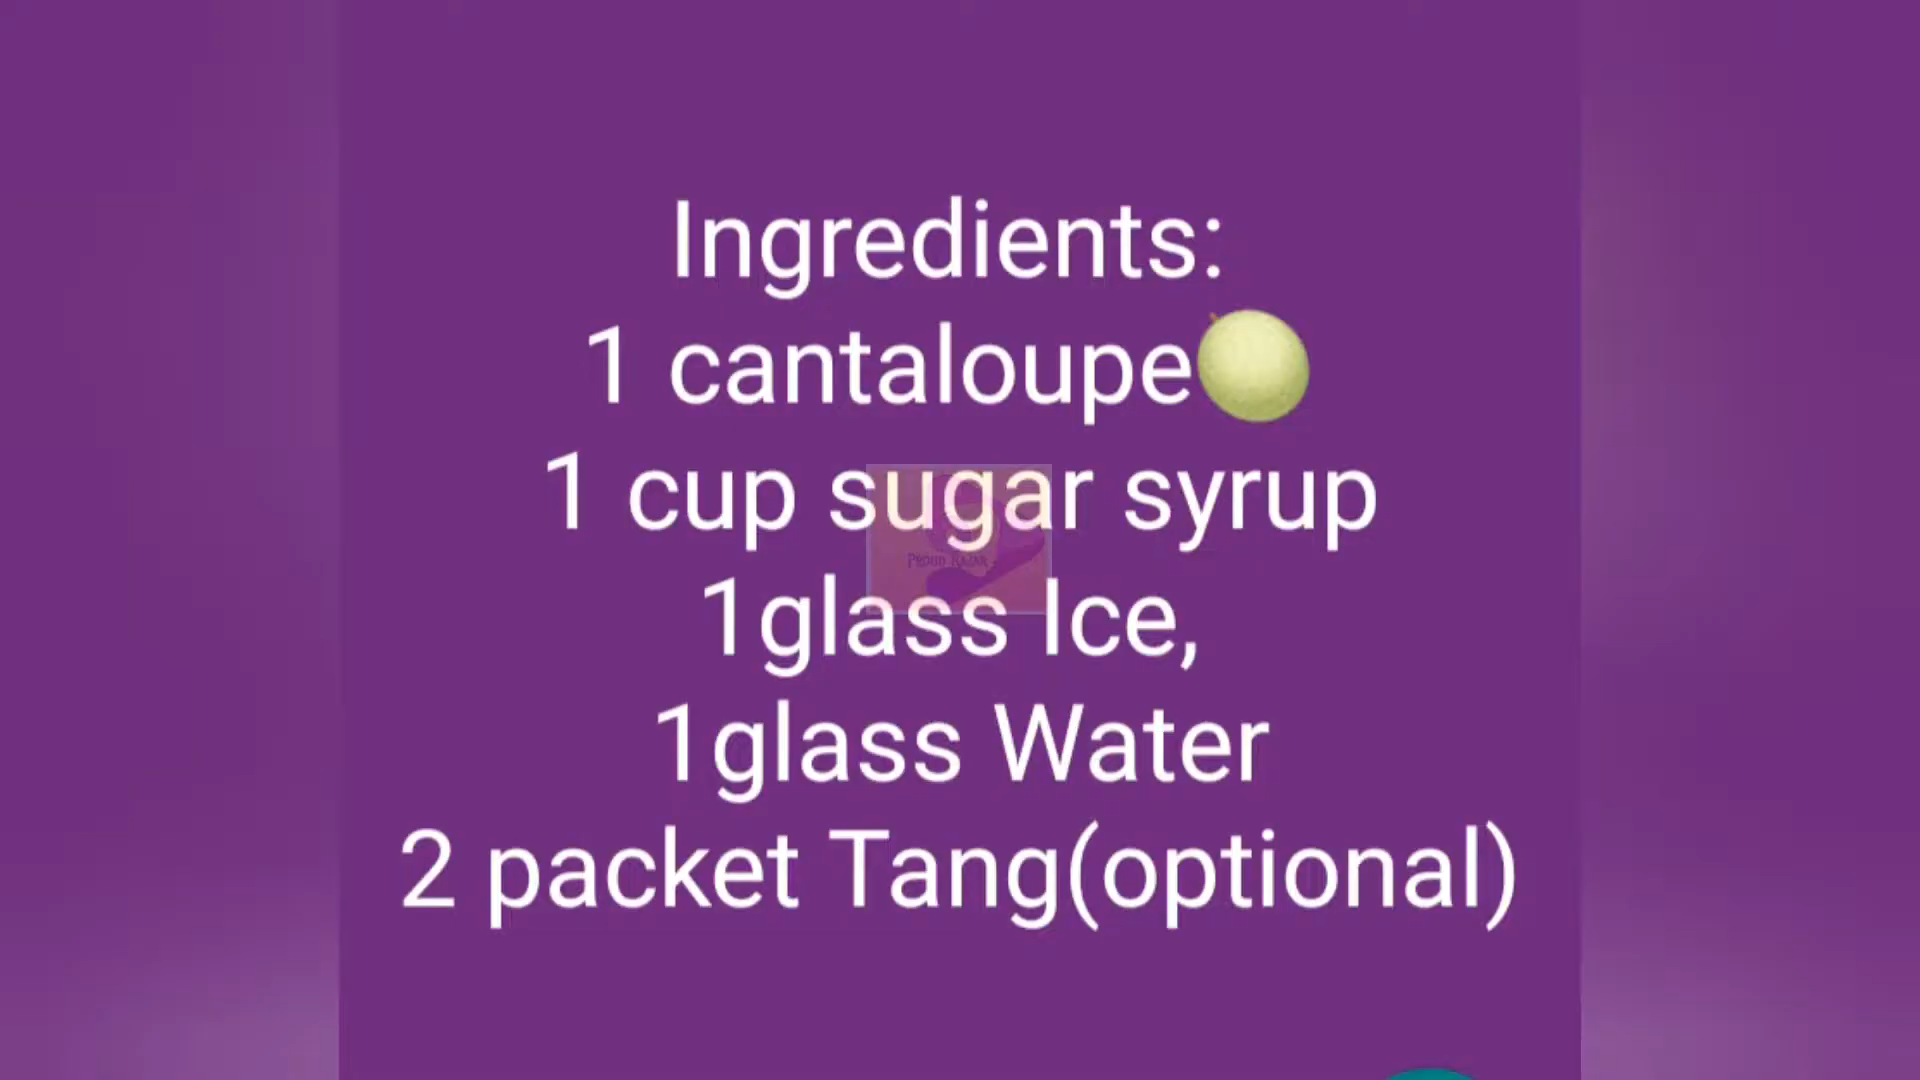 Ingredients:
1 cantaloupe
1 cup sugar syrup
1glass Ice,
1glass Water
2 packet Tang(optional)